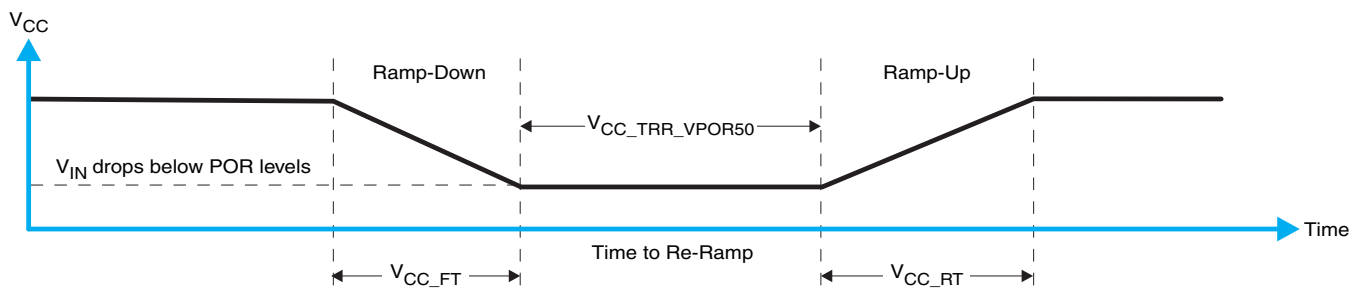 VCC
Ramp-Down
Ramp-Up
VCC_TRR_VPOR50
VIN drops below POR levels
Time
Time to Re-Ramp
VCC_FT
VCC_RT